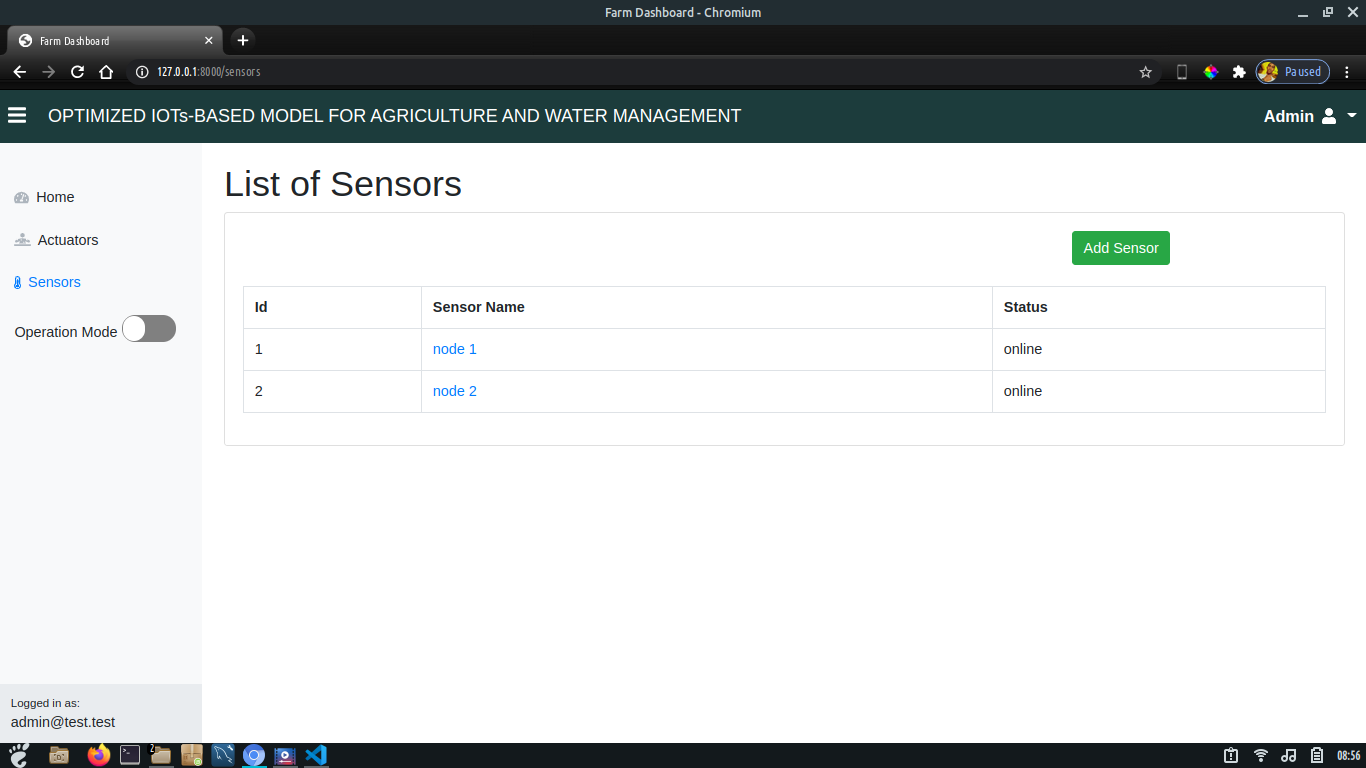 Farm Dashboard - Chromium
Farm Dashboard
127.0.0.1:8000/sensors
Paused
OPTIMIZED IOTs-BASED MODEL FOR AGRICULTURE AND WATER MANAGEMENT
Admin
Home
Actuators
Sensors
Operation Mode
List of Sensors
Add Sensor
Id Sensor Name Status
1 node 1 online
2 node 2 online
Logged in as:
admin@test.test
2
08:56